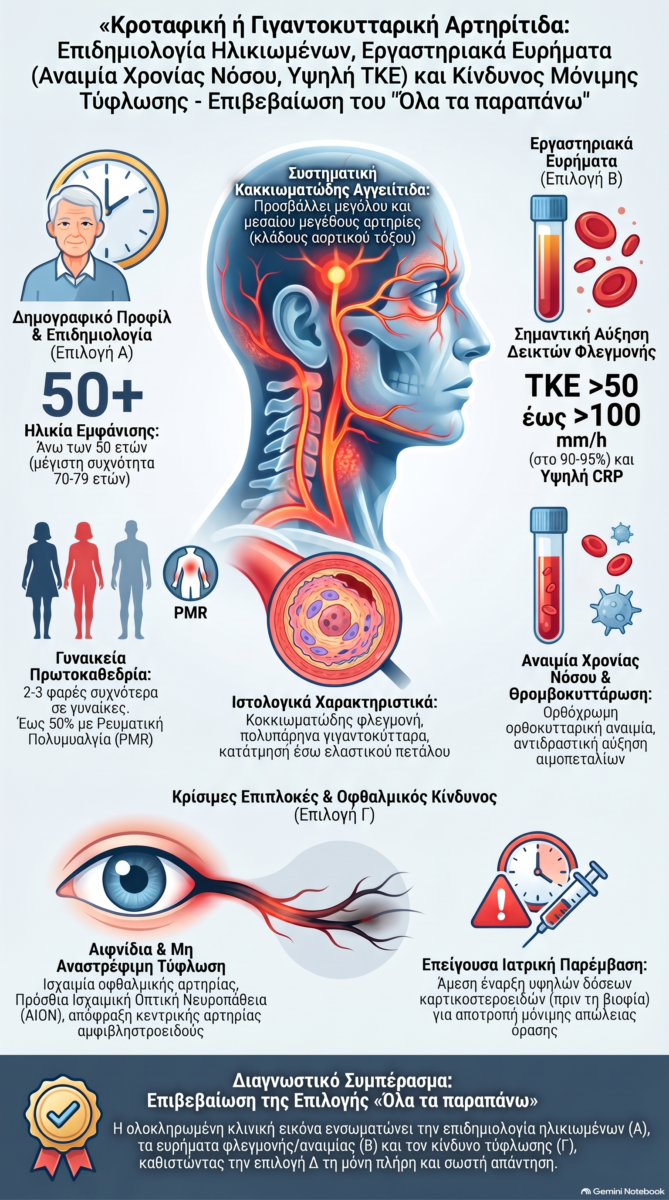 «Κροταφική ή Γιγαντοκυτταρική Αρτηρίτιδα:
Επιδημιολογία Ηλικιωμένων, Εργαστηριακά Ευρήματα
(Αναιμία Χρονίας Νόσου, Υψηλή ΤΚΕ) και Κίνδυνος Μόνιμης
Τύφλωσης - Επιβεβαίωση του "Όλα τα παραπάνω"
Συστηματική
Κακκιωματώδης Αγγειίτιδα:
Προσβάλλει μεγόλου και
μεσαίου μεγέθους αρτηρίες
(κλάδους αορτικού τόξου)
Δημογραφικό Προφίλ
& Επιδημιολογία
(Επιλογή Α)
50+
Ηλικία Εμφάνισης:
Άνω των 50 ετών
(μέγιστη συχνότητα
70-79 ετών)
PMR
Γυναικεία
Πρωτοκαθεδρία:
2-3 φαρές συχνότερα
σε γυναίκες.
Έως 50% με Ρευματική
Πολυμυαλγία (PMR)
Ιστολογικά Χαρακτηριστικά:
Κοκκιωματώδης φλεγμονή,
πολυπάρηνα γιγαντοκύτταρα,
κατάτμησή έσω ελαστικού πετάλου
Εργαστηριακά
Ευρήματα
(Επιλογή Β)
Σημαντική Αύξηση
Δεικτών Φλεγμονής
ΤΚΕ >50
έως >100
mm/h
(στο 90-95%) και
Υψηλή CRP
Αναιμία Χρονίας
Νόσου &
Θρομβοκυττάρωση:
Ορθόχρωμη
ορθοκυτταρική αναιμία,
αντιδραστική αύξηση
αιμοπεταλίων
Κρίσιμες Επιπλοκές & Οφθαλμικός Κίνδυνος
(Επιλογή Γ)
Αιφνίδια & Μη
Αναστρέψιμη Τύφλωση
Ισχαιμία οφθαλμικής αρτηρίας,
Πρόσθια Ισχαιμική Οπτική Νευροπάθεια
(AION), απόφραξη κεντρικής αρτηρίας
αμφιβληστροειδούς
Επείγουσα Ιατρική Παρέμβαση:
Άμεση έναρξη υψηλών δόσεων
καρτικοστεροειδών (πριν τη βιοψία)
για αποτροπή μόνιμης απώλειας
όρασης
Διαγνωστικό Συμπέρασμα:
Επιβεβαίωση της Επιλογής «Όλα τα παραπάνω»
Η ολοκληρωμένη κλινική εικόνα ενσωματώνει την επιδημιολογία ηλικιωμένων (Α),
τα ευρήματα φλεγμονής/αναιμίας (Β) και τον κίνδυνο τύφλωσης (Γ),
καθιστώντας την επιλογή Δ τη μόνη πλήρη και σωστή απάντηση.
Gemini Notebook